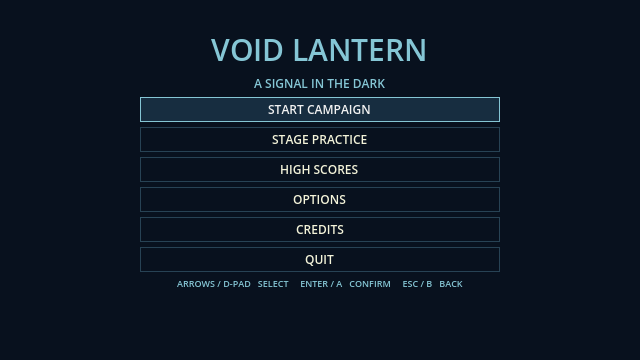 VOID LANTERN
A SIGNAL IN THE DARK
START CAMPAIGN
STAGE PRACTICE
HIGH SCORES
OPTIONS
CREDITS
QUIT
ARROWS / D-PAD SELECT ENTER / A CONFIRM ESC / B BACK